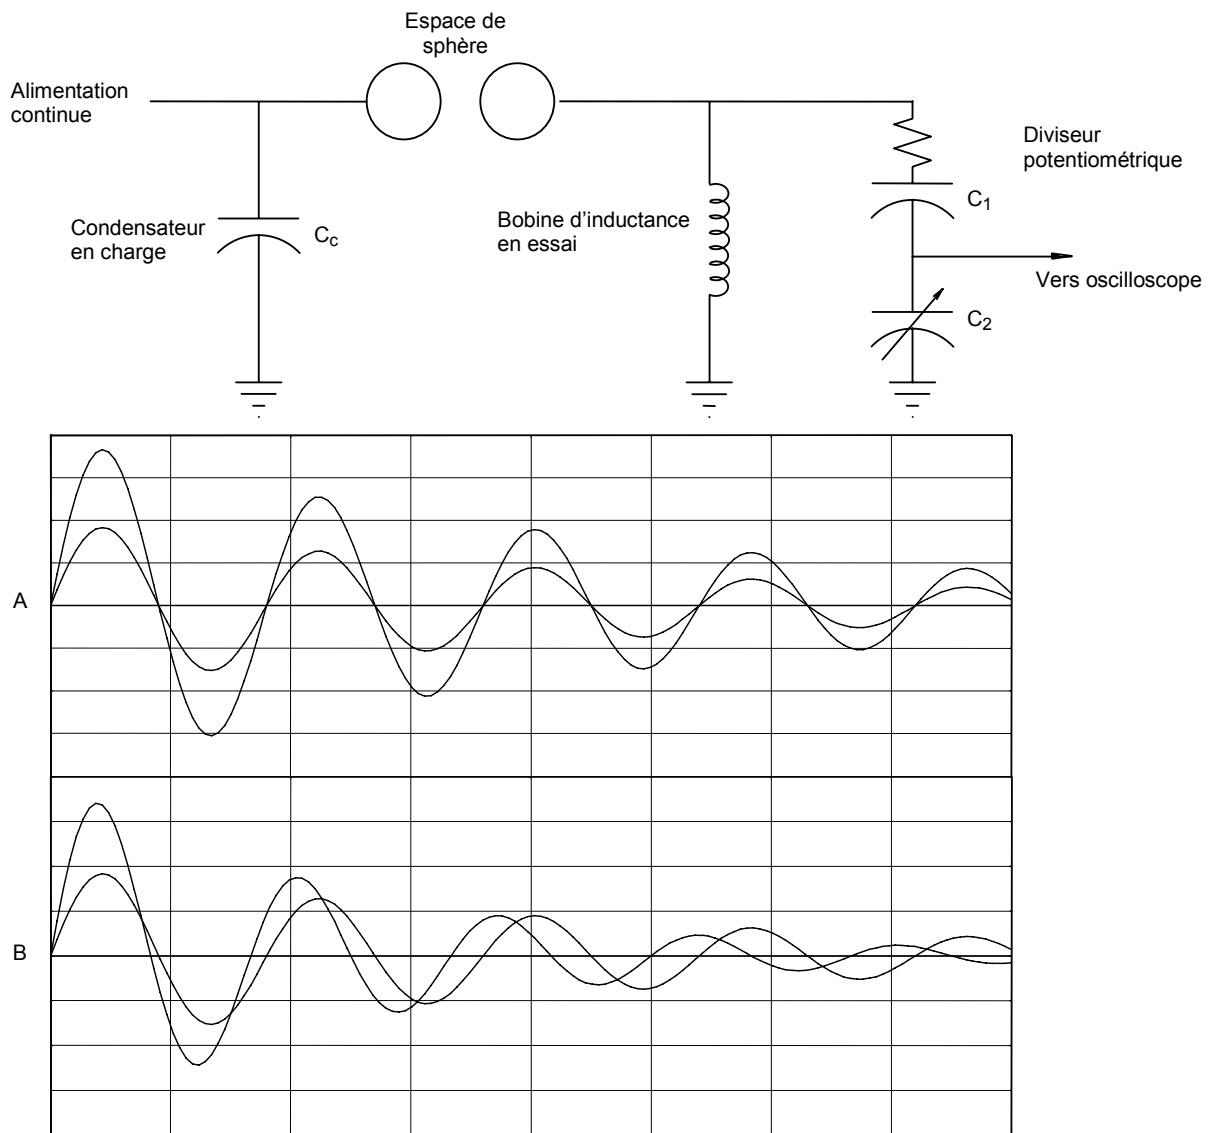 Espace de
sphère
Alimentation
continue
Diviseur
potentiométrique
Condensateur
en charge
Cc
Bobine d’inductance
en essai
C1
Vers oscilloscope
C2
A
B